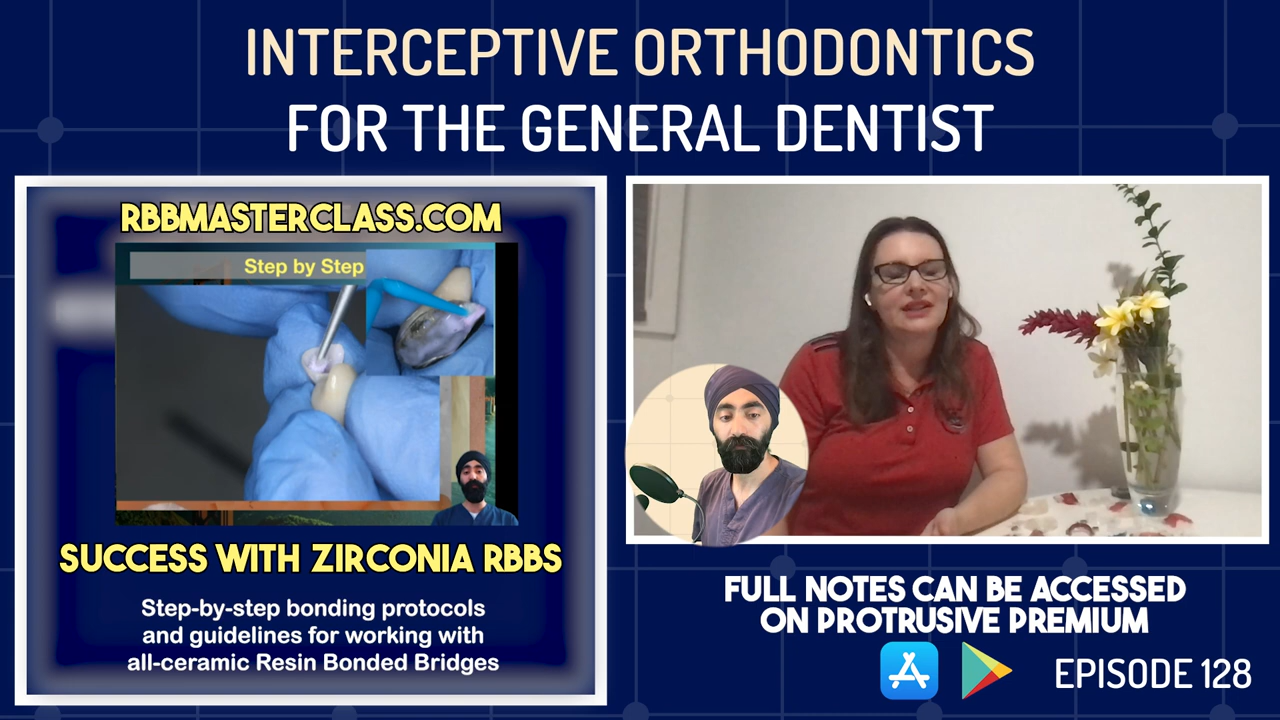 INTERCEPTIVE ORTHODONTICS
FOR THE GENERAL DENTIST
RBBMASTERCLASS.COM
Step by Step
SUCCESS WITH ZIRCONIA RBBS
Step-by-step bonding protocols
and guidelines for working with
all-ceramic Resin Bonded Bridges
FULL NOTES CAN BE ACCESSED
ON PROTRUSIVE PREMIUM
EPISODE 128